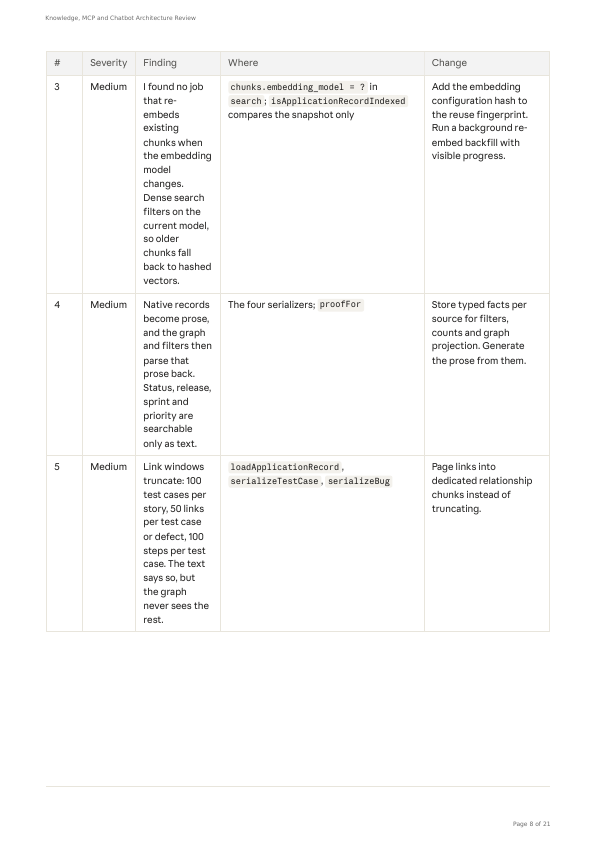 Knowledge, MCP and Chatbot Architecture Review
# Severity Finding Where Change
3 Medium I found no job
that re-
embeds
existing
chunks when
the embedding
model
changes.
Dense search
filters on the
current model,
so older
chunks fall
back to hashed
vectors.
chunks.embedding_model = ? in
search; isApplicationRecordIndexed
compares the snapshot only
Add the embedding
configuration hash to
the reuse fingerprint.
Run a background re-
embed backfill with
visible progress.
4 Medium Native records
become prose,
and the graph
and filters then
parse that
prose back.
Status, release,
sprint and
priority are
searchable
only as text.
The four serializers; proofFor
Store typed facts per
source for filters,
counts and graph
projection. Generate
the prose from them.
5 Medium Link windows
truncate: 100
test cases per
story, 50 links
per test case
or defect, 100
steps per test
case. The text
says so, but
the graph
never sees the
rest.
loadApplicationRecord,
serializeTestCase, serializeBug
Page links into
dedicated relationship
chunks instead of
truncating.
Page 8 of 21